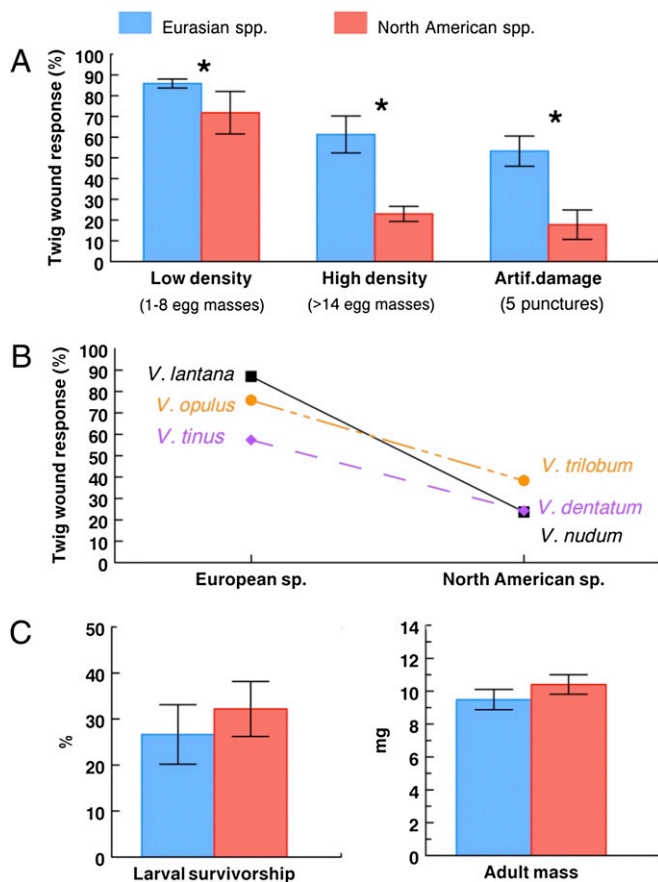 Eurasian spp. North American spp.
A
Twig wound response (%)
100
90
80
70
60
50
40
30
20
10
0
* * *
Low density High density Artif.damage
(1-8 egg masses) (>14 egg masses) (5 punctures)
B
Twig wound response (%)
100
90
80
70
60
50
40
30
20
10
0
V. lantana
V. opulus
V. tinus
V. trilobum
V. dentatum
V. nudum
European sp. North American sp.
C
%
50
40
30
20
10
0
Larval survivorship
mg
14
12
10
8
6
4
2
0
Adult mass